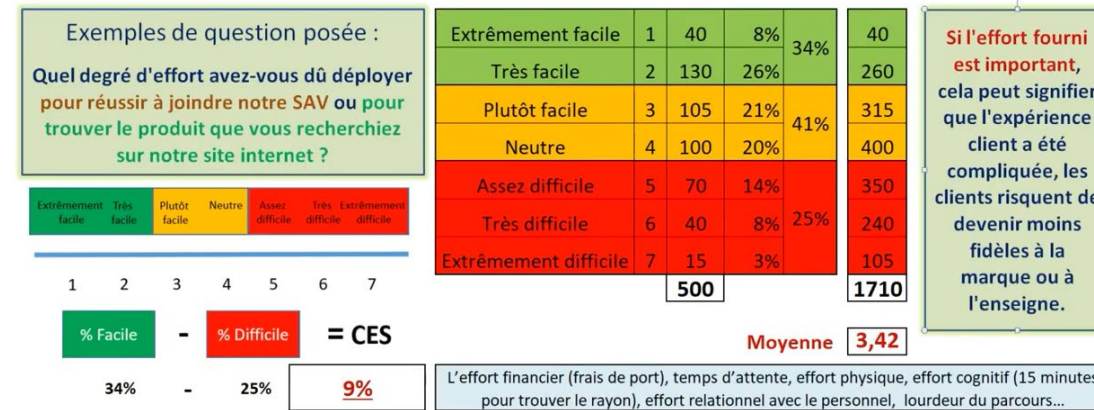 Exemples de question posée :
Quel degré d'effort avez-vous dû déployer
pour réussir à joindre notre SAV ou pour
trouver le produit que vous recherchiez
sur notre site internet ?
Extrêmement facile Très facile Plutôt facile Neutre Assez difficile Très difficile Extrêmement difficile
1 2 3 4 5 6 7
% Facile - % Difficile = CES
34% - 25% 9%
Extrêmement facile 1 40 8% 34% 40
Très facile 2 130 26% 260
Plutôt facile 3 105 21% 41% 315
Neutre 4 100 20% 400
Assez difficile 5 70 14% 350
Très difficile 6 40 8% 25% 240
Extrêmement difficile 7 15 3% 105
500 1710
Moyenne 3,42
Si l'effort fourni
est important,
cela peut signifier
que l'expérience
client a été
compliquée, les
clients risquent de
devenir moins
fidèles à la
marque ou à
l'enseigne.
L'effort financier (frais de port), temps d'attente, effort physique, effort cognitif (15 minutes
pour trouver le rayon), effort relationnel avec le personnel, lourdeur du parcours…